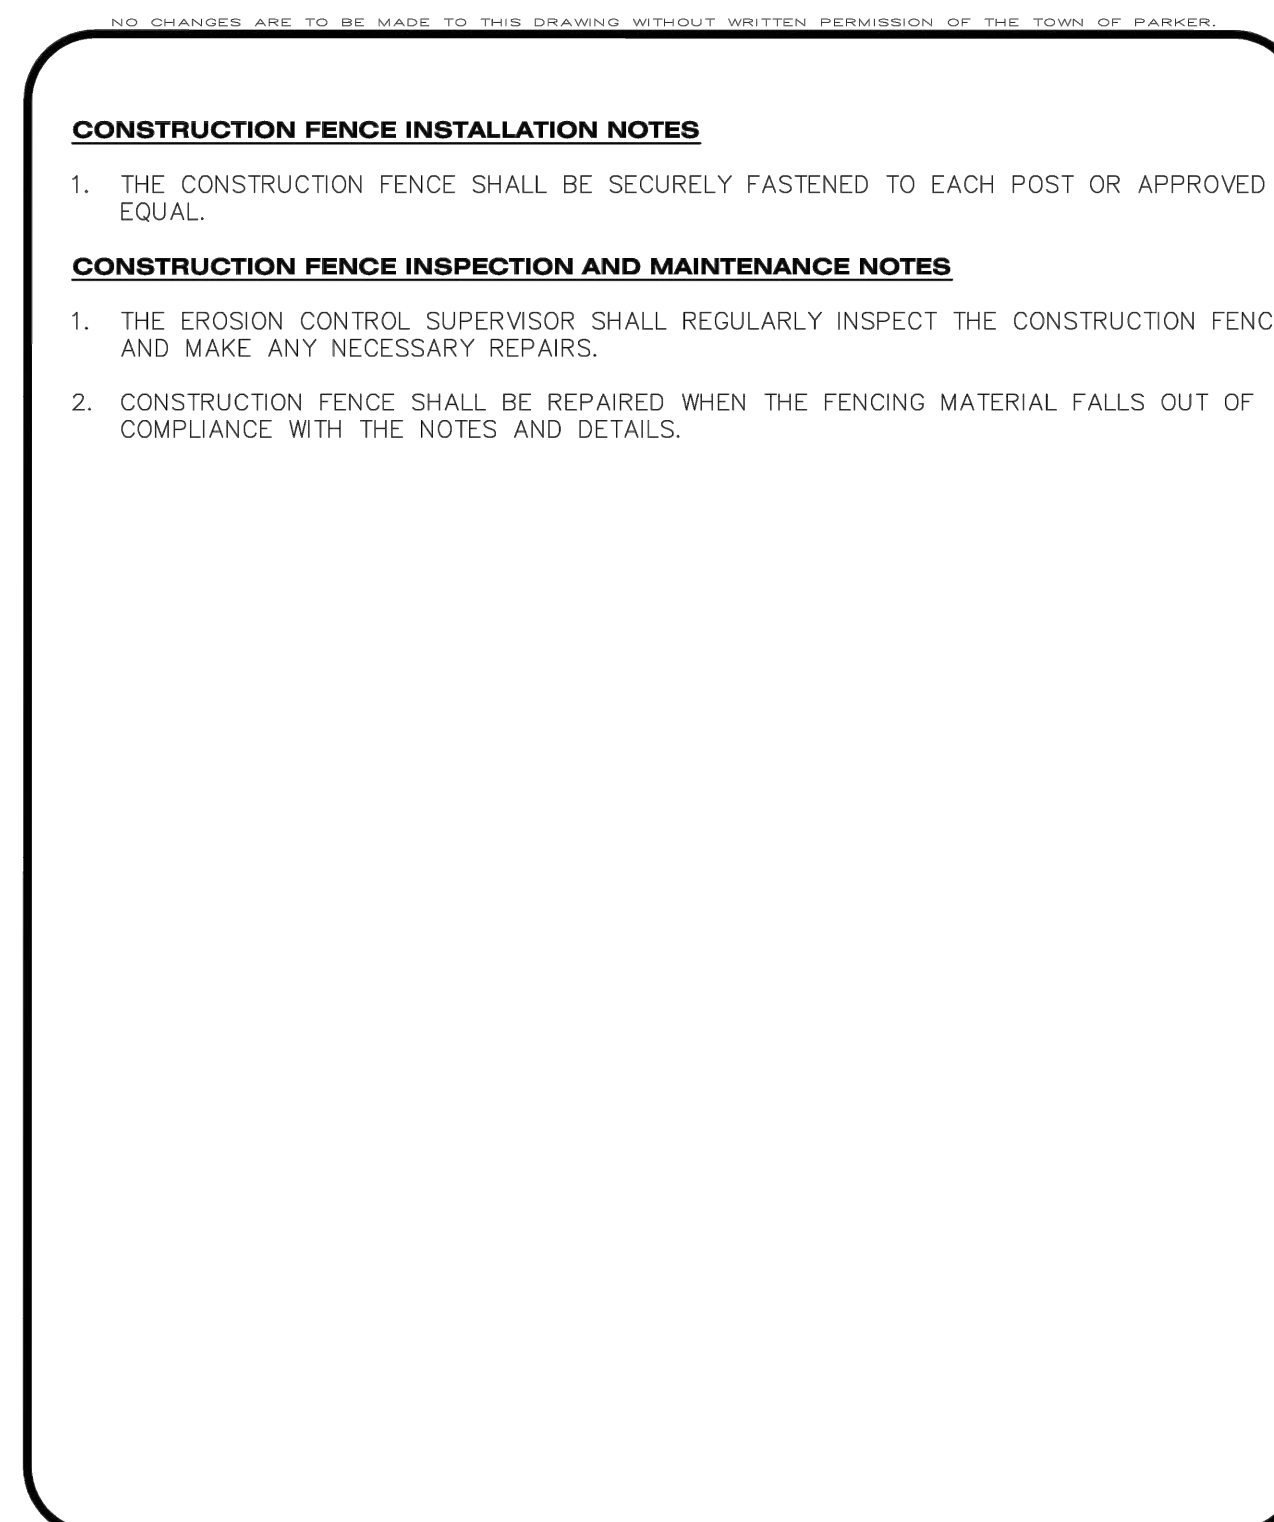 NO CHANGES ARE TO BE MADE TO THIS DRAWING WITHOUT WRITTEN PERMISSION OF THE TOWN OF PARKER.
CONSTRUCTION FENCE INSTALLATION NOTES
1. THE CONSTRUCTION FENCE SHALL BE SECURELY FASTENED TO EACH POST OR APPROVED
EQUAL.
CONSTRUCTION FENCE INSPECTION AND MAINTENANCE NOTES
1. THE EROSION CONTROL SUPERVISOR SHALL REGULARLY INSPECT THE CONSTRUCTION FENC
AND MAKE ANY NECESSARY REPAIRS.
2. CONSTRUCTION FENCE SHALL BE REPAIRED WHEN THE FENCING MATERIAL FALLS OUT OF
COMPLIANCE WITH THE NOTES AND DETAILS.